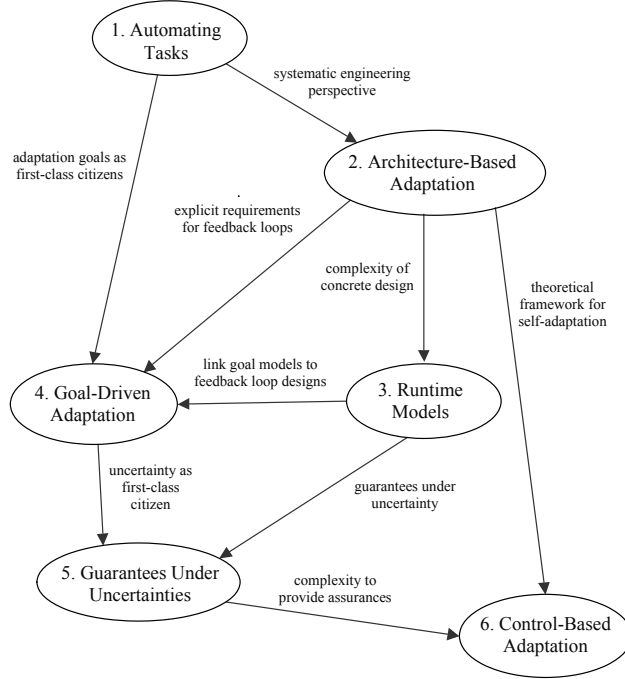 1. Automating
Tasks
systematic engineering
perspective
adaptation goals as
first-class citizens
2. Architecture-Based
Adaptation
explicit requirements
for feedback loops
complexity of
concrete design
theoretical
framework for
self-adaptation
link goal models to
feedback loop designs
4. Goal-Driven
Adaptation
3. Runtime
Models
uncertainty as
first-class
citizen
guarantees under
uncertainty
5. Guarantees Under
Uncertainties
complexity to
provide assurances
6. Control-Based
Adaptation